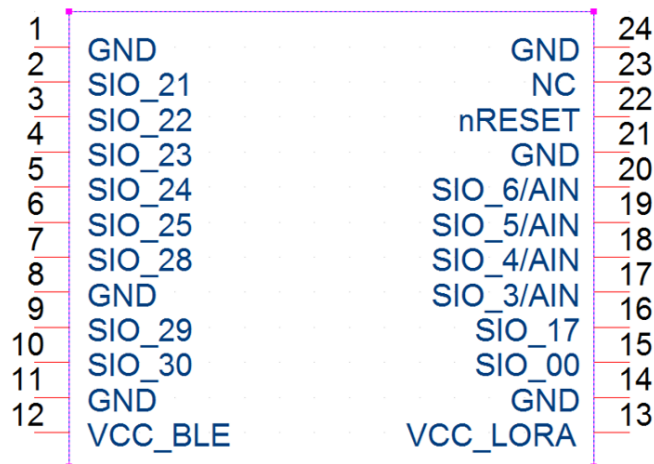 1 GND GND 24
2 SIO_21 NC 23
3 SIO_22 nRESET 22
4 SIO_23 GND 21
5 SIO_24 SIO_6/AIN 20
6 SIO_25 SIO_5/AIN 19
7 SIO_28 SIO_4/AIN 18
8 GND SIO_3/AIN 17
9 SIO_29 SIO_17 16
10 SIO_30 SIO_00 15
11 GND GND 14
12 VCC_BLE VCC_LORA 13